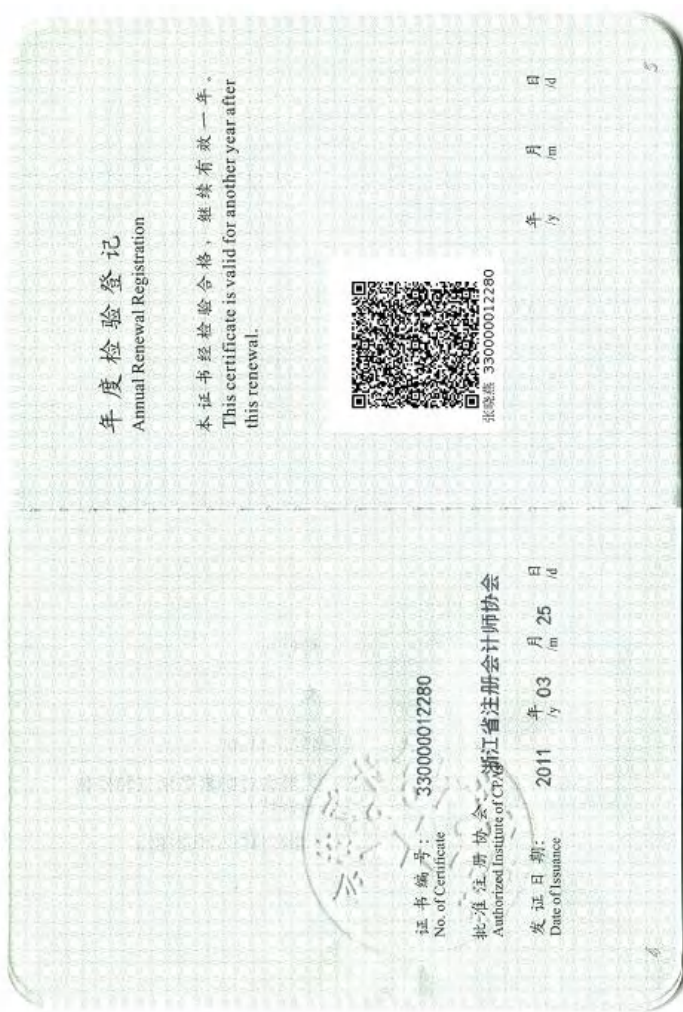 证书编号： 330000012280
No. of Certificate
批准注册协会： 浙江省注册会计师协会
Authorized Institute of CPAs
发证日期： 2011 年 03 月 25 日
Date of Issuance /y /m /d
4
年度检验登记
Annual Renewal Registration
本证书经检验合格，继续有效一年。
This certificate is valid for another year after
this renewal.
张晓燕 330000012280
年 月 日
/y /m /d
5